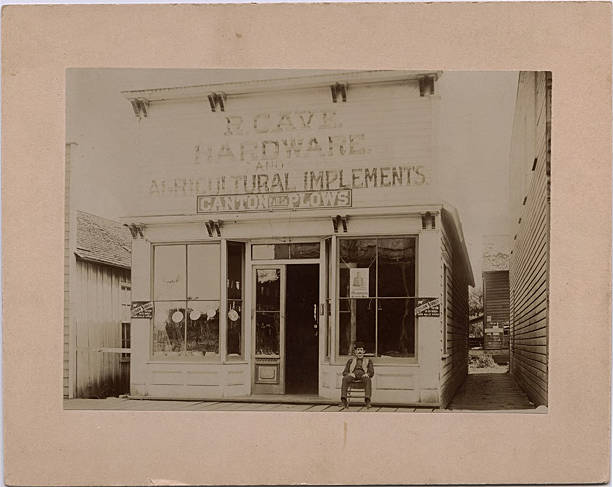 P. CAVE.
HARDWARE.
AND
AGRICULTURAL IMPLEMENTS.
CANTON PLOWS